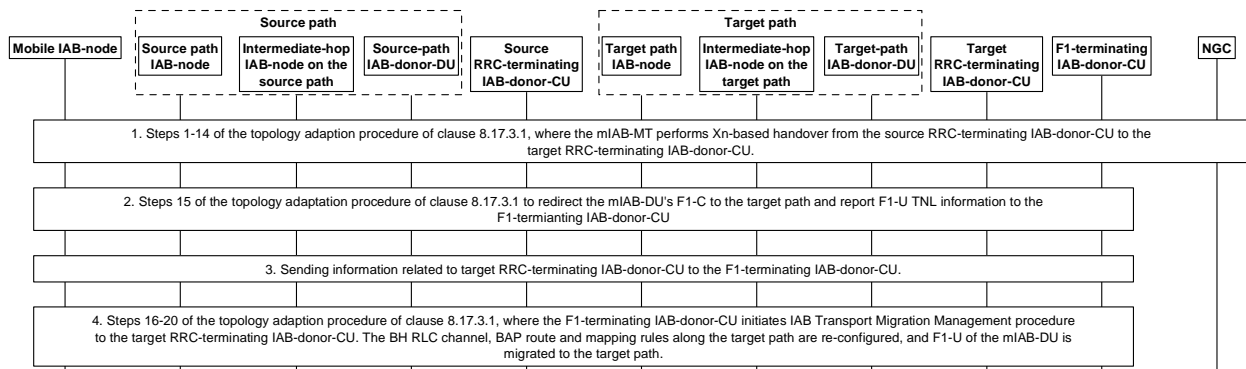 Source path
Target path
Mobile IAB-node
Source path
IAB-node
Intermediate-hop
IAB-node on the
source path
Source-path
IAB-donor-DU
Source
RRC-terminating
IAB-donor-CU
Target path
IAB-node
Intermediate-hop
IAB-node on the
target path
Target-path
IAB-donor-DU
Target
RRC-terminating
IAB-donor-CU
F1-terminating
IAB-donor-CU
NGC
1. Steps 1-14 of the topology adaption procedure of clause 8.17.3.1, where the mIAB-MT performs Xn-based handover from the source RRC-terminating IAB-donor-CU to the
target RRC-terminating IAB-donor-CU.
2. Steps 15 of the topology adaptation procedure of clause 8.17.3.1 to redirect the mIAB-DU's F1-C to the target path and report F1-U TNL information to the
F1-termianting IAB-donor-CU
3. Sending information related to target RRC-terminating IAB-donor-CU to the F1-terminating IAB-donor-CU.
4. Steps 16-20 of the topology adaption procedure of clause 8.17.3.1, where the F1-terminating IAB-donor-CU initiates IAB Transport Migration Management procedure
to the target RRC-terminating IAB-donor-CU. The BH RLC channel, BAP route and mapping rules along the target path are re-configured, and F1-U of the mIAB-DU is
migrated to the target path.